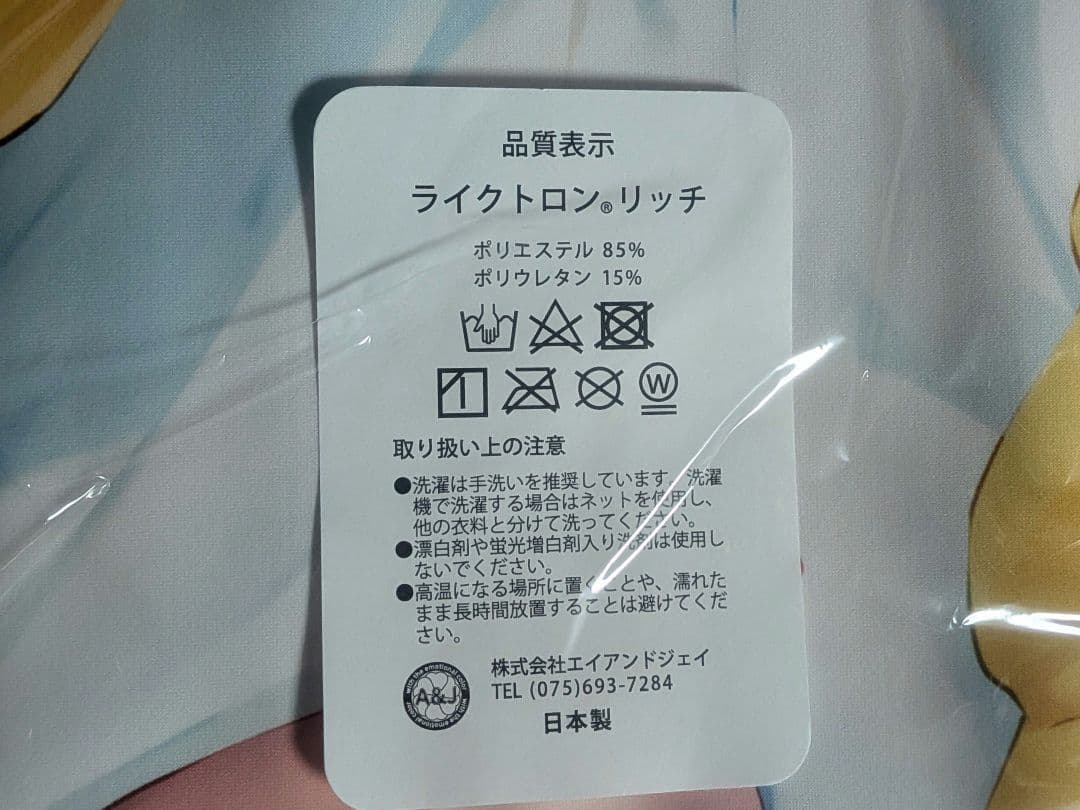 品質表示
ライクトロン®リッチ
ポリエステル 85%
ポリウレタン 15%
W
取り扱い上の注意
●洗濯は手洗いを推奨しています。洗濯
機で洗濯する場合はネットを使用し、
他の衣料と分けて洗ってください。
●漂白剤や蛍光増白剤入り洗剤は使用し
ないでください。
●高温になる場所に置くことや、濡れた
まま長時間放置することは避けてくだ
さい。
with the emotional color
A&J
with the emotional color
株式会社エイアンドジェイ
TEL (075)693-7284
日本製